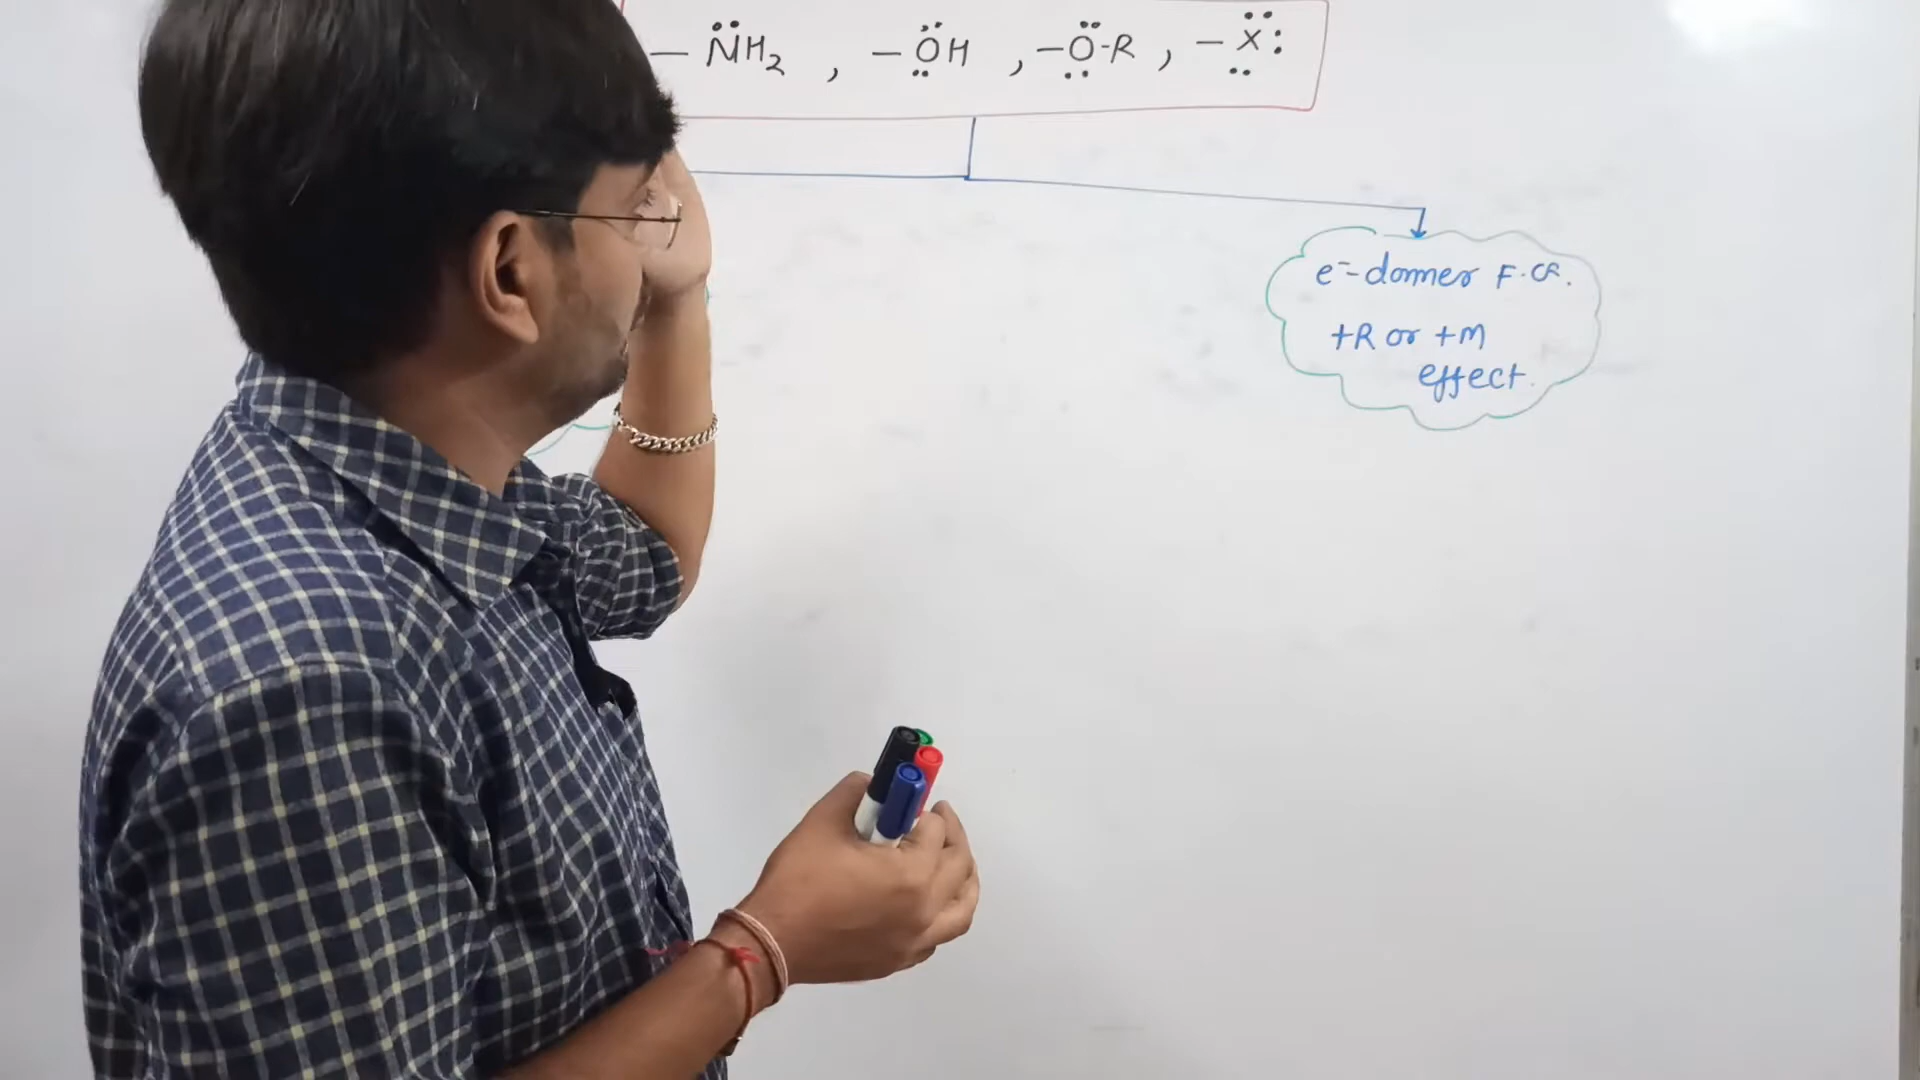 – N̈H₂ , – ÖH , –Ö-R , – X:
e⁻-donner F.G.
+R or +M
effect.